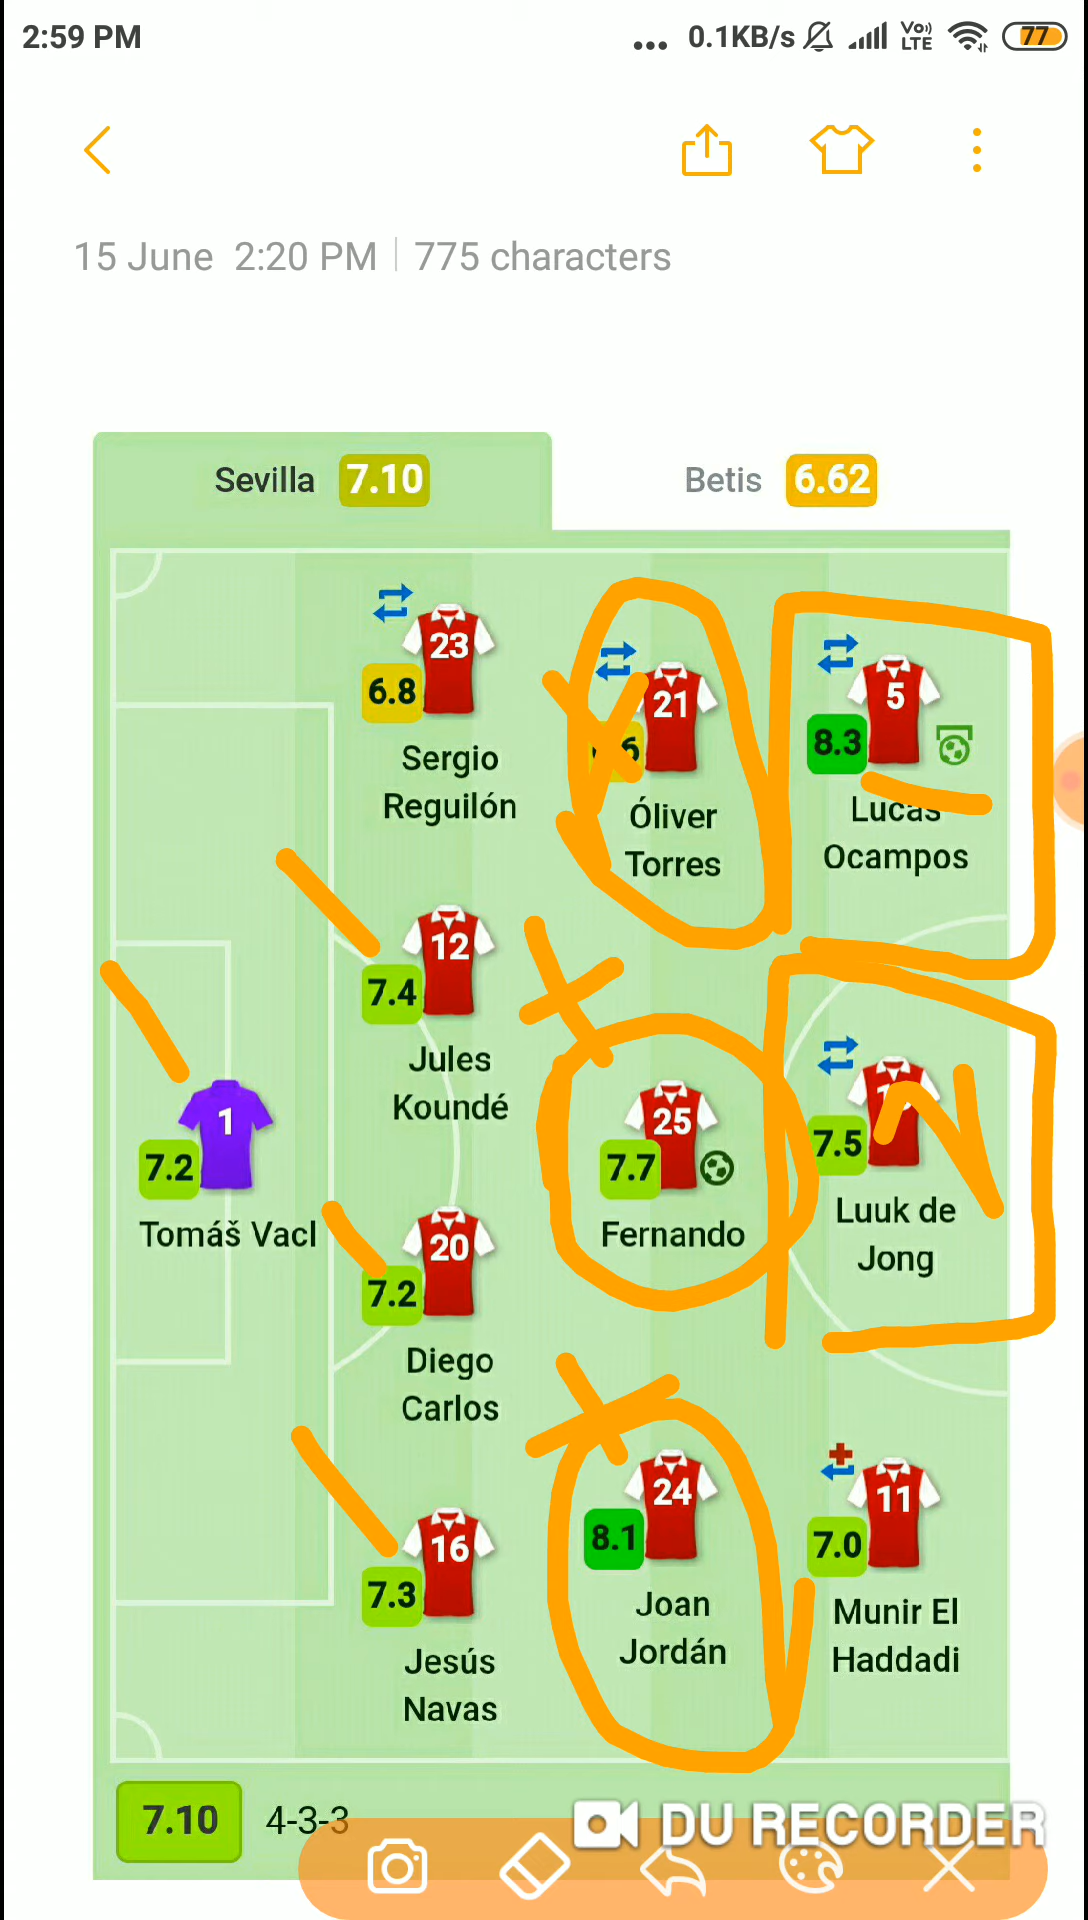 2:59 PM
... 0.1KB/s Vo) LTE 77
15 June 2:20 PM | 775 characters
Sevilla 7.10
Betis 6.62
23
6.8
Sergio
Reguilón
21
Óliver
Torres
5
8.3
Lucas
Ocampos
12
7.4
Jules
Koundé
1
7.2
Tomáš Vacl
25
7.7
Fernando
7.5
Luuk de
Jong
20
7.2
Diego
Carlos
24
8.1
Joan
Jordán
11
7.0
Munir El
Haddadi
16
7.3
Jesús
Navas
7.10 4-3-3
DU RECORDER